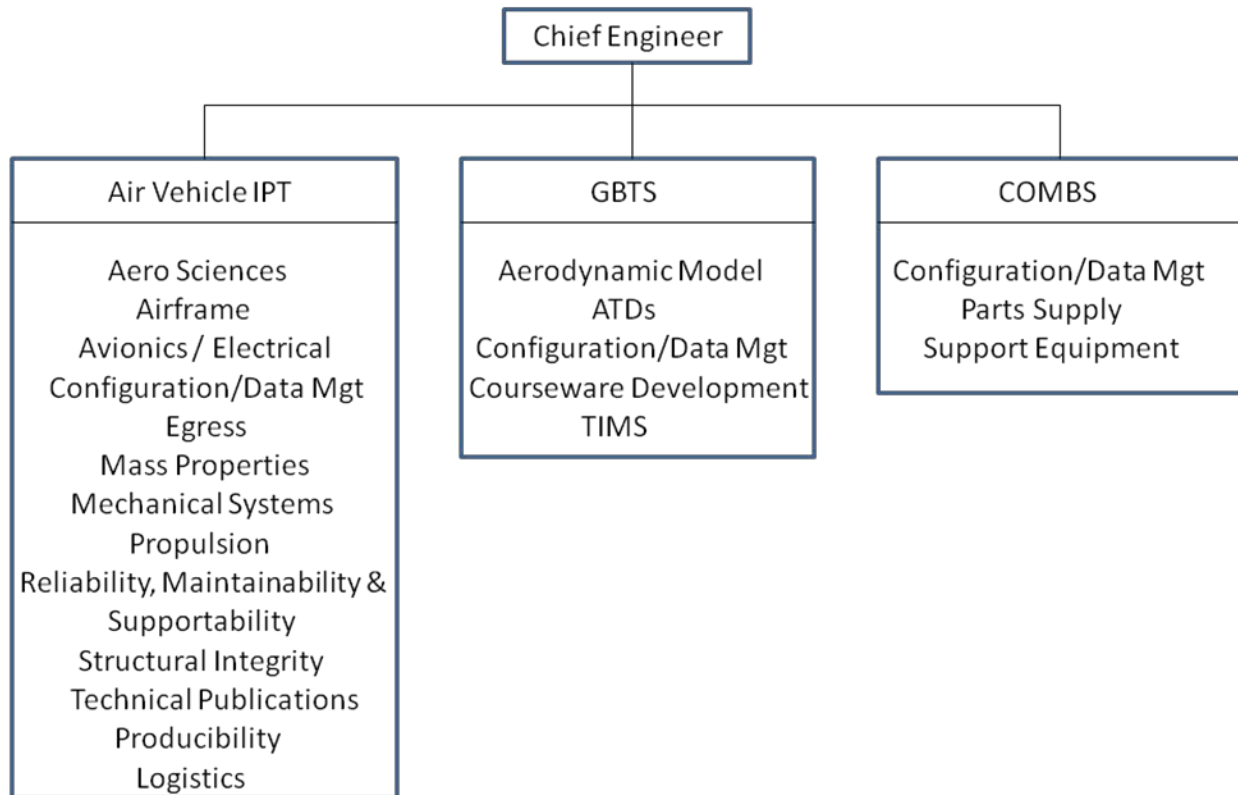 Chief Engineer
Air Vehicle IPT
Aero Sciences
Airframe
Avionics / Electrical
Configuration/Data Mgt
Egress
Mass Properties
Mechanical Systems
Propulsion
Reliability, Maintainability &
Supportability
Structural Integrity
Technical Publications
Producibility
Logistics
GBTS
Aerodynamic Model
ATDs
Configuration/Data Mgt
Courseware Development
TIMS
COMBS
Configuration/Data Mgt
Parts Supply
Support Equipment